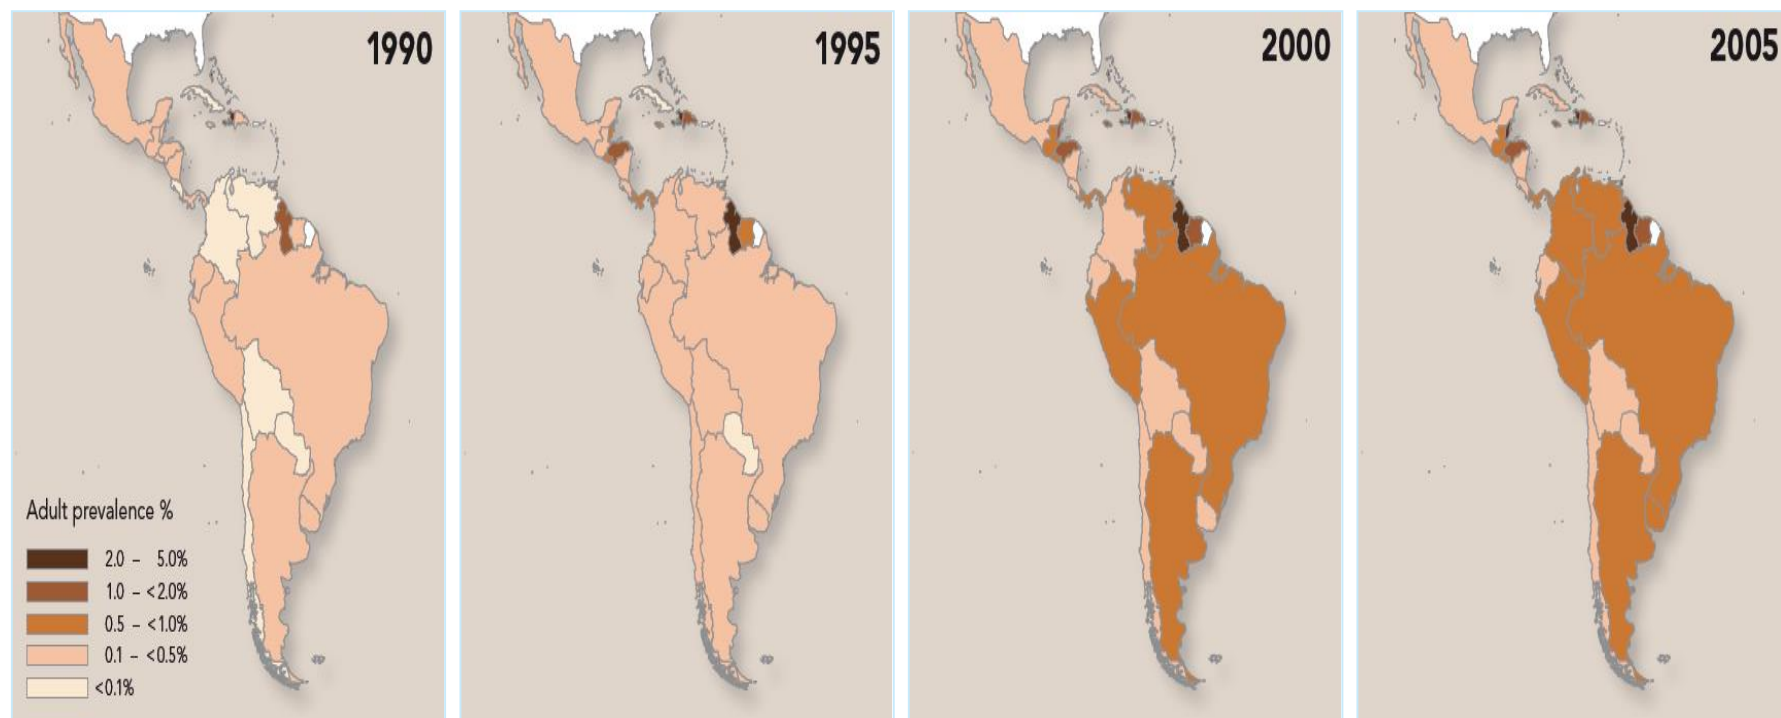 1990
1995
2000
2005
Adult prevalence %
2.0 – 5.0%
1.0 – <2.0%
0.5 – <1.0%
0.1 – <0.5%
<0.1%